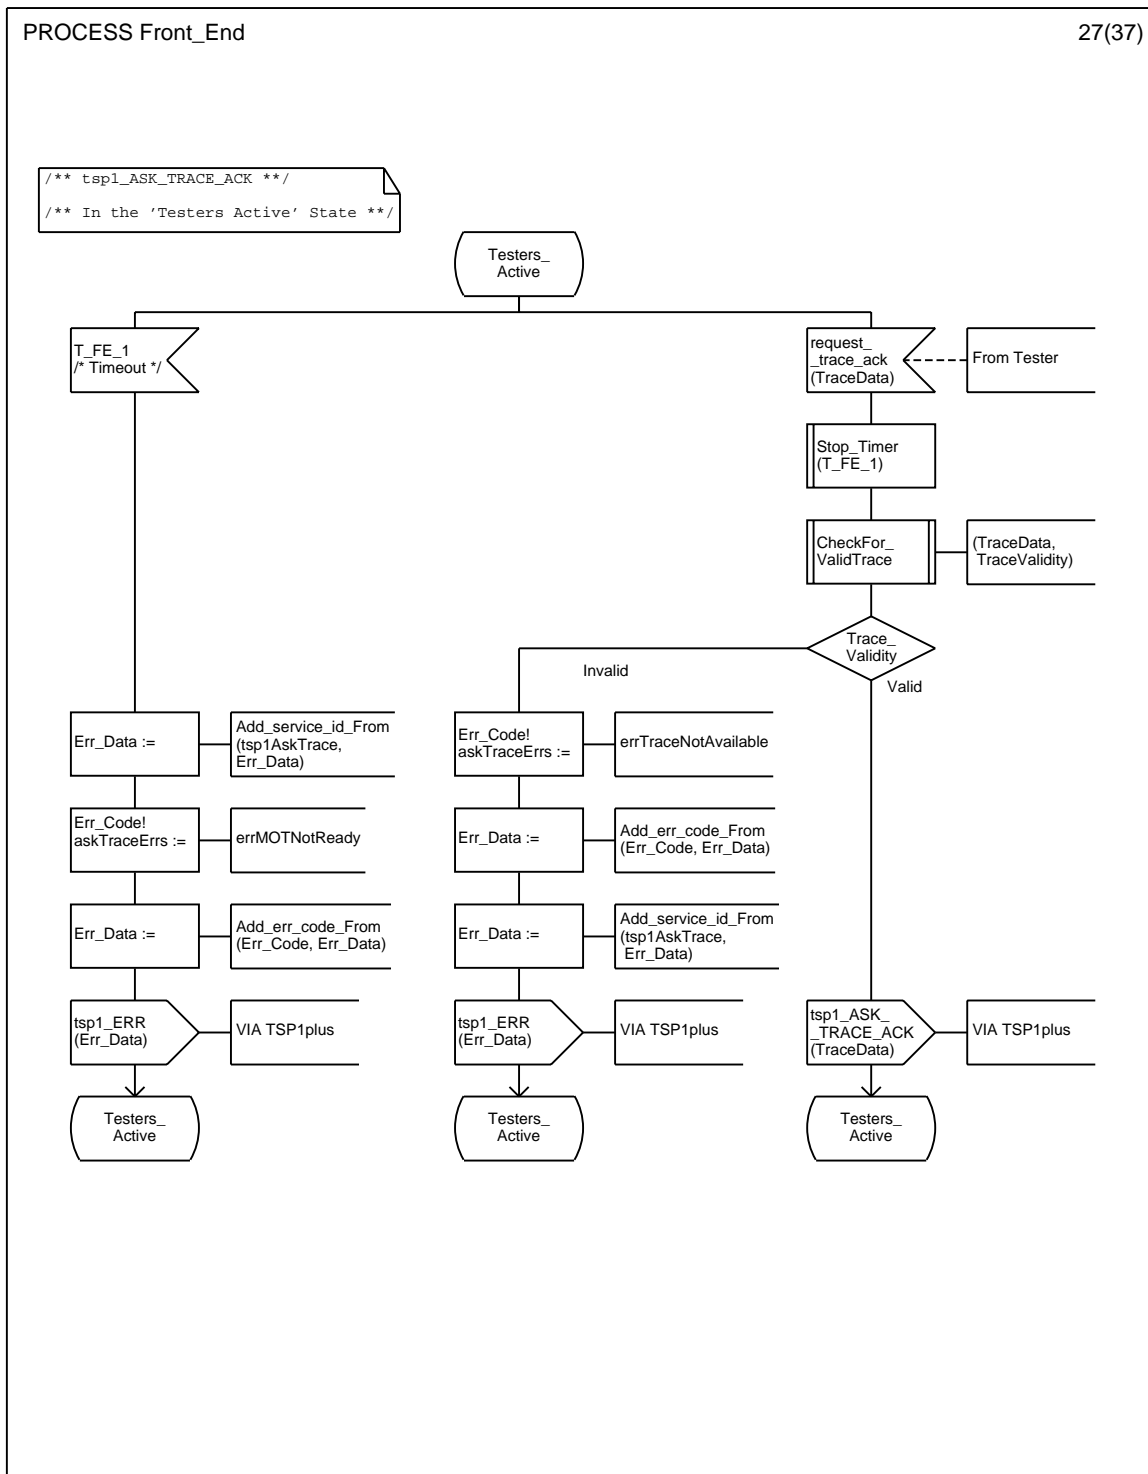 PROCESS Front_End
27(37)
/** tsp1_ASK_TRACE_ACK **/
/** In the 'Testers Active' State **/
Testers_
Active
T_FE_1
/* Timeout */
request_
_trace_ack
(TraceData)
From Tester
Stop_Timer
(T_FE_1)
CheckFor_
ValidTrace
(TraceData,
TraceValidity)
Trace_
Validity
Invalid
Valid
Err_Data :=
Add_service_id_From
(tsp1AskTrace,
Err_Data)
Err_Code!
askTraceErrs :=
errTraceNotAvailable
Err_Code!
askTraceErrs :=
errMOTNotReady
Err_Data :=
Add_err_code_From
(Err_Code, Err_Data)
Err_Data :=
Add_err_code_From
(Err_Code, Err_Data)
Err_Data :=
Add_service_id_From
(tsp1AskTrace,
Err_Data)
tsp1_ERR
(Err_Data)
VIA TSP1plus
tsp1_ERR
(Err_Data)
VIA TSP1plus
tsp1_ASK_
_TRACE_ACK
(TraceData)
VIA TSP1plus
Testers_
Active
Testers_
Active
Testers_
Active